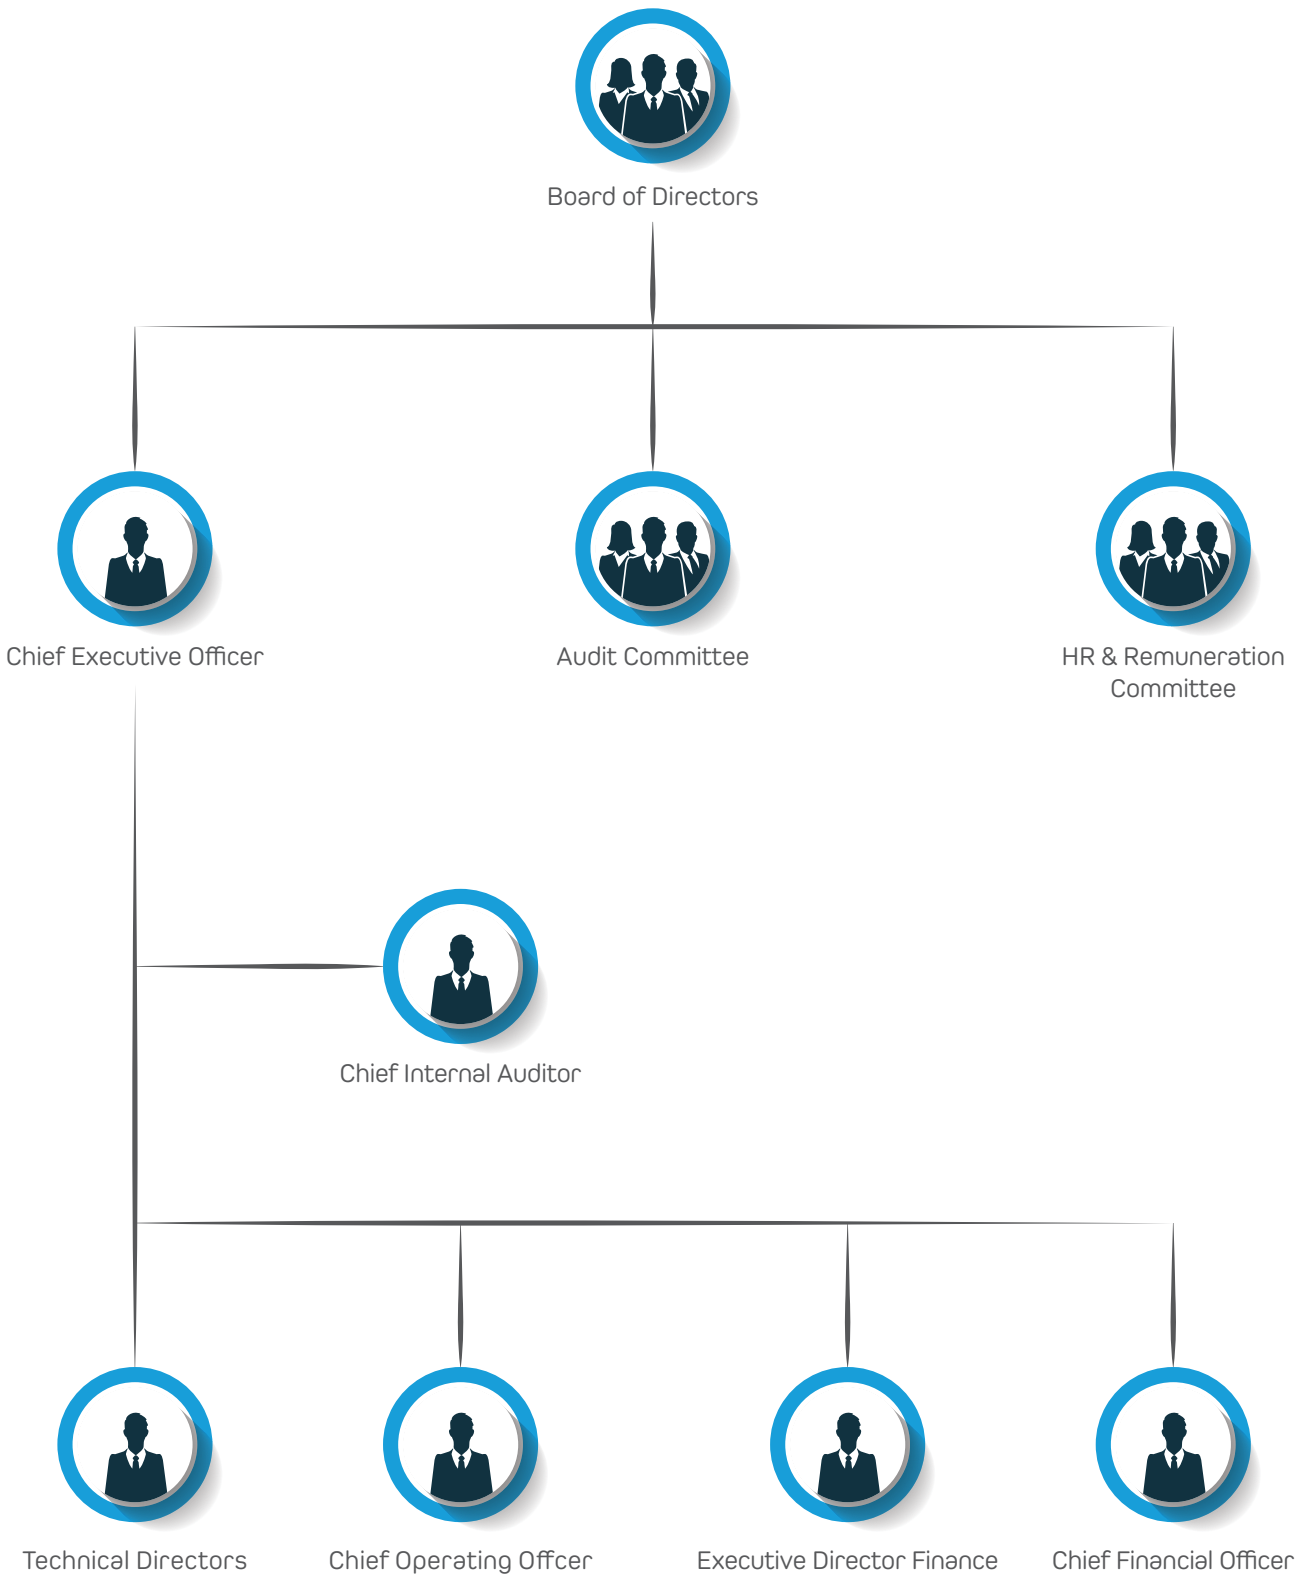 Board of Directors
Chief Executive Officer
Audit Committee
HR & Remuneration
Committee
Chief Internal Auditor
Technical Directors
Chief Operating Offcer
Executive Director Finance
Chief Financial Officer